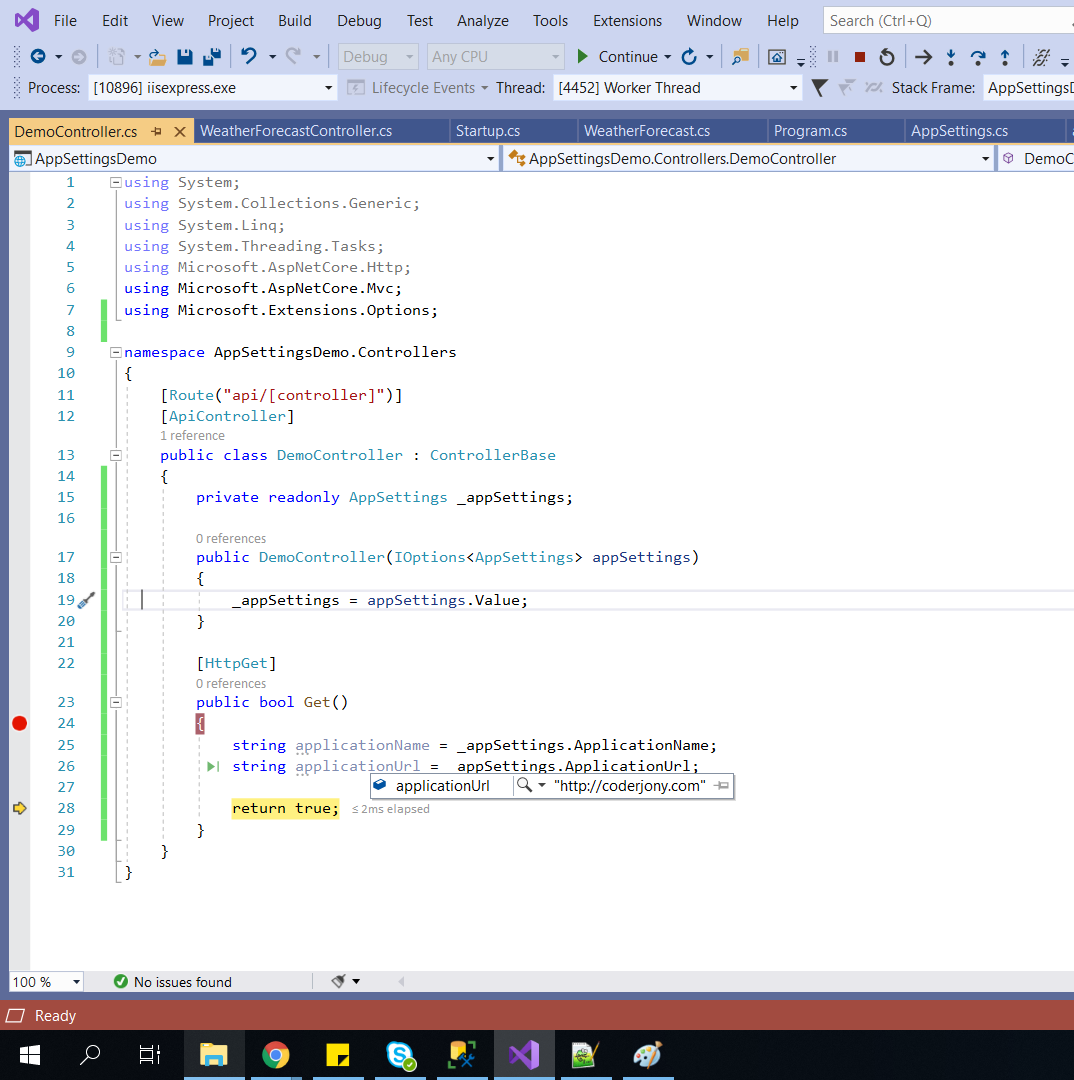 File Edit View Project Build Debug Test Analyze Tools Extensions Window Help Search (Ctrl+Q)
Debug Any CPU Continue
Process: [10896] iisexpress.exe Lifecycle Events Thread: [4452] Worker Thread Stack Frame: AppSettingsD
DemoController.cs WeatherForecastController.cs Startup.cs WeatherForecast.cs Program.cs AppSettings.cs
AppSettingsDemo AppSettingsDemo.Controllers.DemoController DemoC
1 using System;
2 using System.Collections.Generic;
3 using System.Linq;
4 using System.Threading.Tasks;
5 using Microsoft.AspNetCore.Http;
6 using Microsoft.AspNetCore.Mvc;
7 using Microsoft.Extensions.Options;
8
9 namespace AppSettingsDemo.Controllers
10 {
11 [Route("api/[controller]")]
12 [ApiController]
1 reference
13 public class DemoController : ControllerBase
14 {
15 private readonly AppSettings _appSettings;
16
0 references
17 public DemoController(IOptions<AppSettings> appSettings)
18 {
19 _appSettings = appSettings.Value;
20 }
21
22 [HttpGet]
0 references
23 public bool Get()
24 {
25 string applicationName = _appSettings.ApplicationName;
26 string applicationUrl = _appSettings.ApplicationUrl;
27 applicationUrl "http://coderjony.com"
28 return true; ≤ 2ms elapsed
29 }
30 }
31 }
100 % No issues found
Ready